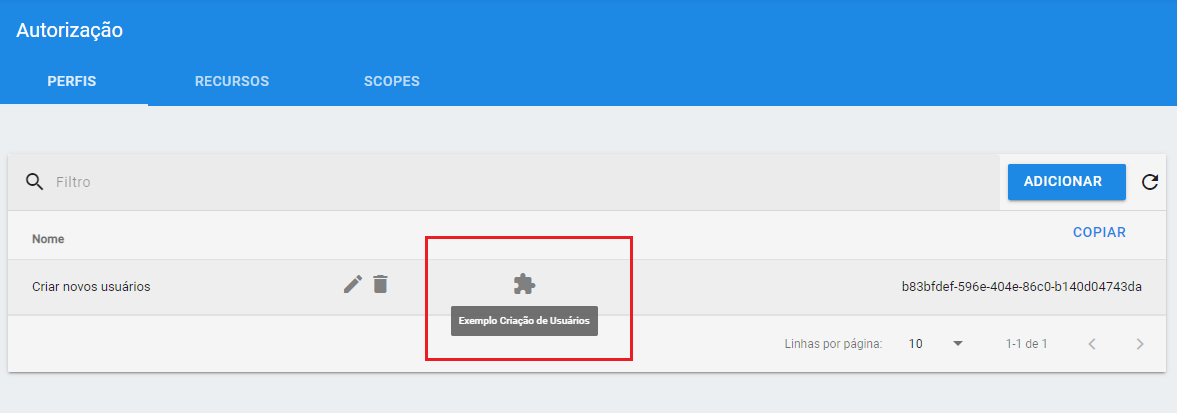 Autorização
PERFIS RECURSOS SCOPES
Filtro
ADICIONAR
Nome
COPIAR
Criar novos usuários
b83bfdef-596e-404e-86c0-b140d04743da
Exemplo Criação de Usuários
Linhas por página: 10 1-1 de 1